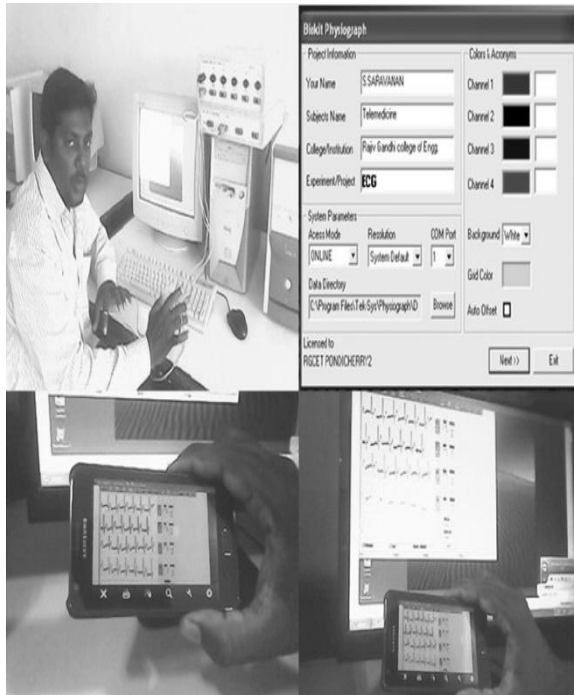 Biokit Physiograph
Project Information
Your Name S.SARAVANAN
Subjects Name Telemedicine
College/Institution Rajiv Gandhi college of Engg.
Experiment/Project ECG
System Parameters
Acess Mode Resolution COM Port
ONLINE System Default 1
Data Directory
C:\Program Files\TekSys\Physiograph\D Browse
Licensed to
RGCET PONDICHERRY2
Colors & Acronyms
Channel 1
Channel 2
Channel 3
Channel 4
Background White
Grid Color
Auto Offset
Next >> Exit